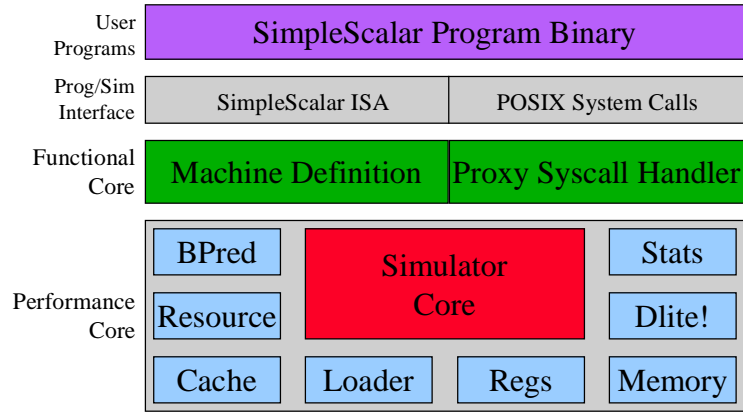 User
Programs
SimpleScalar Program Binary
Prog/Sim
Interface
SimpleScalar ISA
POSIX System Calls
Functional
Core
Machine Definition
Proxy Syscall Handler
Performance
Core
BPred
Simulator
Core
Stats
Resource
Dlite!
Cache
Loader
Regs
Memory